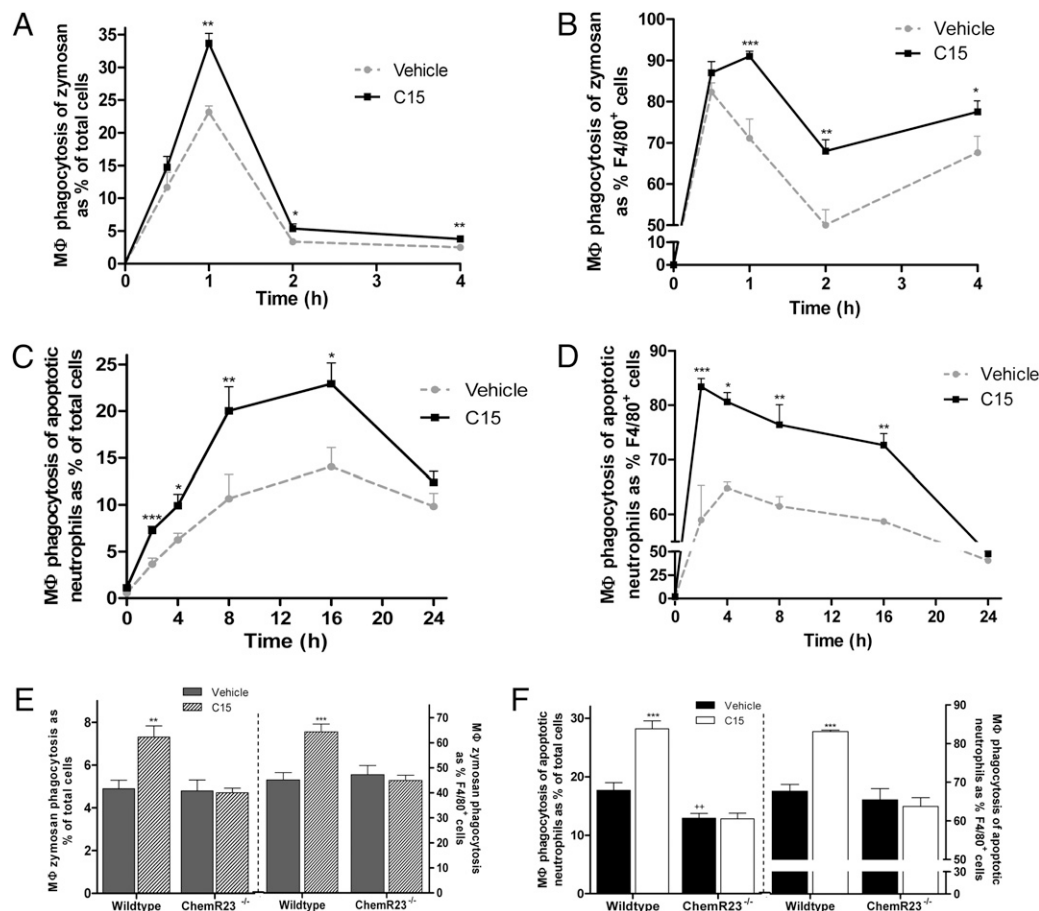 A
MΦ phagocytosis of zymosan
as % of total cells
35
30
25
20
15
10
5
0
0
1
2
3
4
Time (h)
**
*
**
Vehicle
C15
B
MΦ phagocytosis of zymosan
as % F4/80+ cells
100
90
80
70
60
50
10
0
0
1
2
3
4
Time (h)
***
**
*
Vehicle
C15
C
MΦ phagocytosis of apoptotic
neutrophils as % of total cells
25
20
15
10
5
0
0
4
8
12
16
20
24
Time (h)
***
*
**
*
Vehicle
C15
D
MΦ phagocytosis of apoptotic
neutrophils as % F4/80+ cells
90
80
70
60
50
25
0
0
4
8
12
16
20
24
Time (h)
***
*
**
**
Vehicle
C15
E
MΦ zymosan phagocytosis as
% of total cells
8
6
4
2
0
Vehicle
C15
**
***
70
60
50
40
30
20
10
0
MΦ zymosan phagocytosis
as % F4/80+ cells
Wildtype
ChemR23 -/-
Wildtype
ChemR23 -/-
F
MΦ phagocytosis of apoptotic
neutrophils as % of total cells
30
20
10
0
Vehicle
C15
***
++
***
90
80
70
60
50
30
0
MΦ phagocytosis of apoptotic
neutrophils as % F4/80+ cells
Wildtype
ChemR23-/-
Wildtype
ChemR23-/-